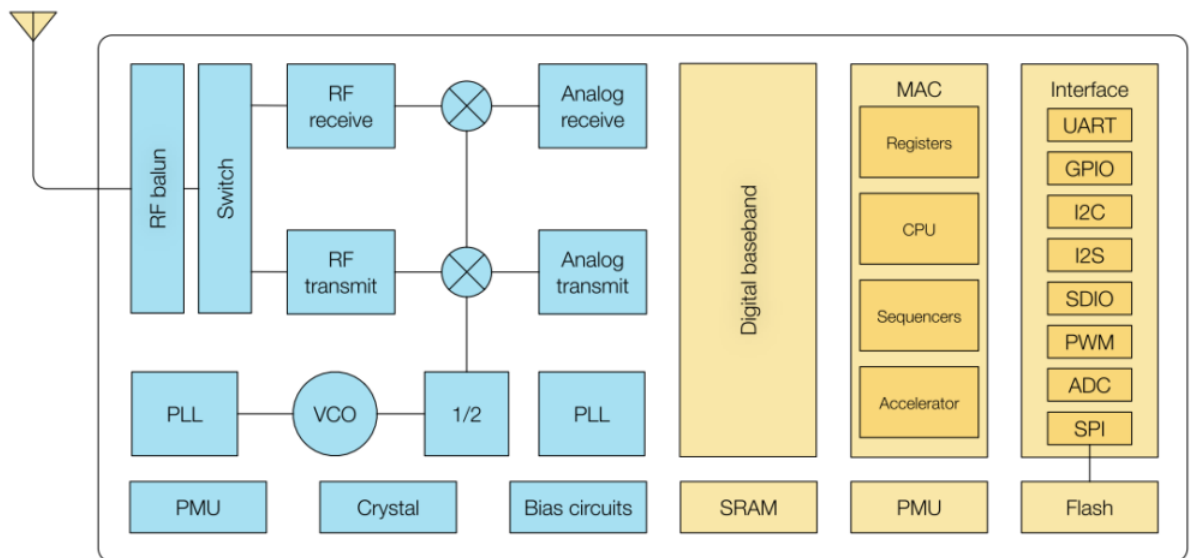 RF balun
Switch
RF
receive
Analog
receive
RF
transmit
Analog
transmit
PLL
VCO
1/2
PLL
PMU
Crystal
Bias circuits
Digital baseband
SRAM
MAC
Registers
CPU
Sequencers
Accelerator
PMU
Interface
UART
GPIO
I2C
I2S
SDIO
PWM
ADC
SPI
Flash